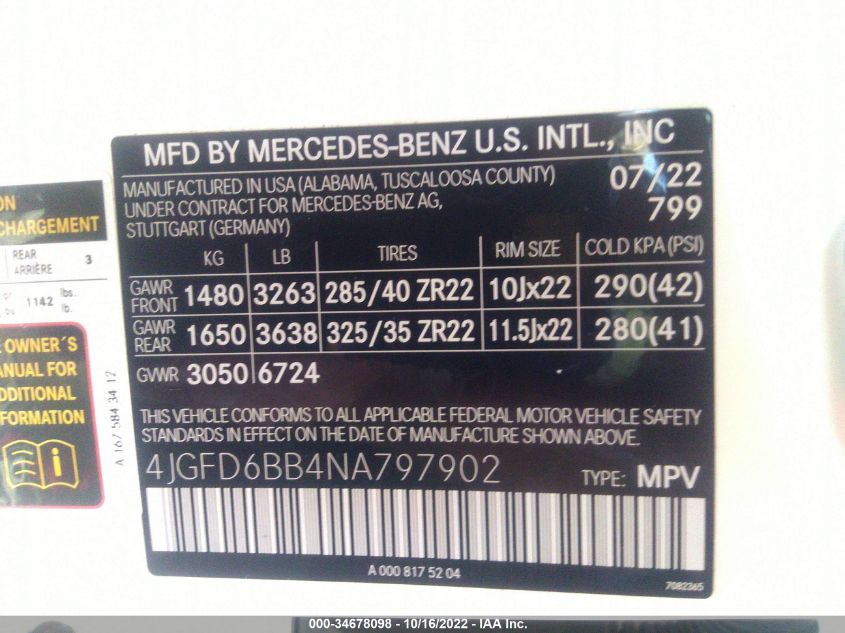 MFD BY MERCEDES-BENZ U.S. INTL., INC
MANUFACTURED IN USA (ALABAMA, TUSCALOOSA COUNTY) 07/22
UNDER CONTRACT FOR MERCEDES-BENZ AG, 799
STUTTGART (GERMANY)
KG LB TIRES RIM SIZE COLD KPA (PSI)
GAWR FRONT 1480 3263 285/40 ZR22 10Jx22 290(42)
GAWR REAR 1650 3638 325/35 ZR22 11.5Jx22 280(41)
GVWR 3050 6724
THIS VEHICLE CONFORMS TO ALL APPLICABLE FEDERAL MOTOR VEHICLE SAFETY
STANDARDS IN EFFECT ON THE DATE OF MANUFACTURE SHOWN ABOVE.
4JGFD6BB4NA797902 TYPE: MPV
A 000 817 52 04
7082365
CHARGEMENT
REAR
ARRIÈRE 3
or 1142 lbs.
lb.
OWNER´S
MANUAL FOR
ADDITIONAL
INFORMATION
A 167 584 34 12
000-34678098 - 10/16/2022 - IAA Inc.